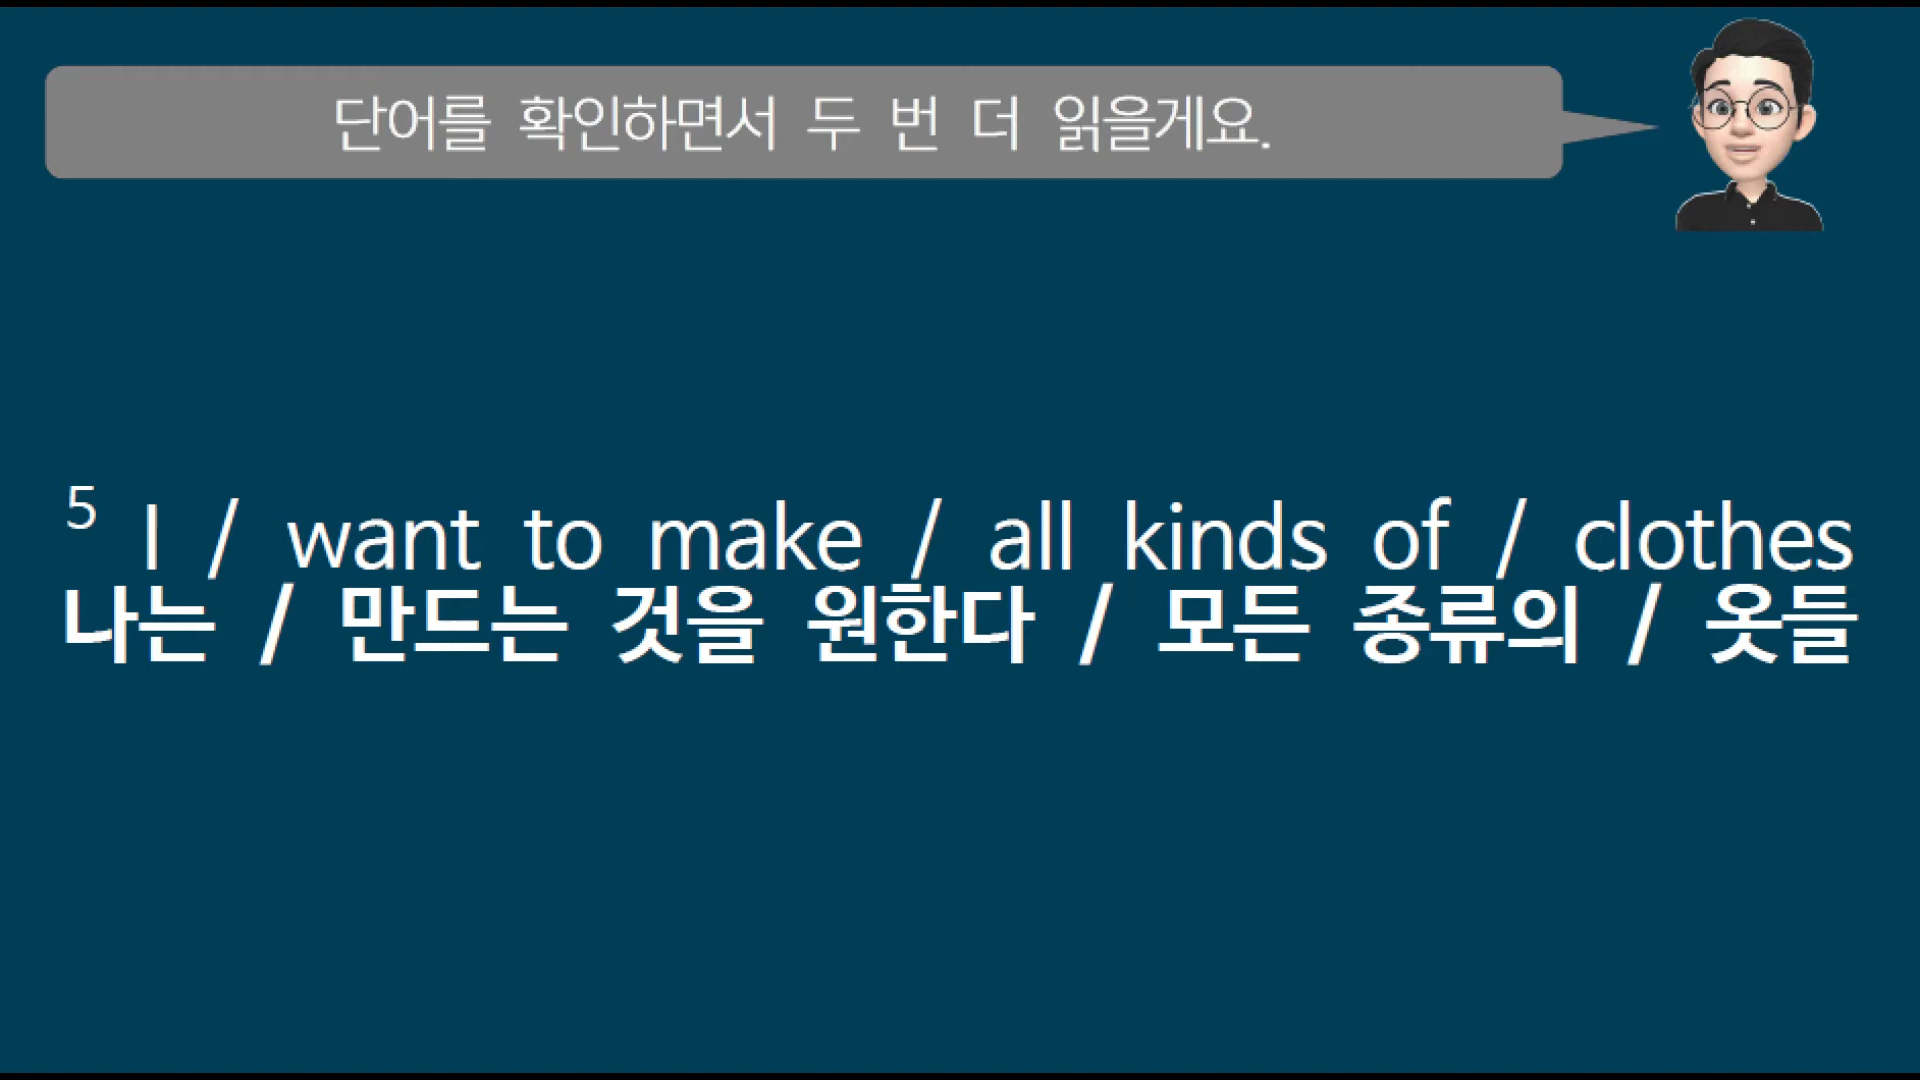 단어를 확인하면서 두 번 더 읽을게요.
5 I / want to make / all kinds of / clothes
나는 / 만드는 것을 원한다 / 모든 종류의 / 옷들